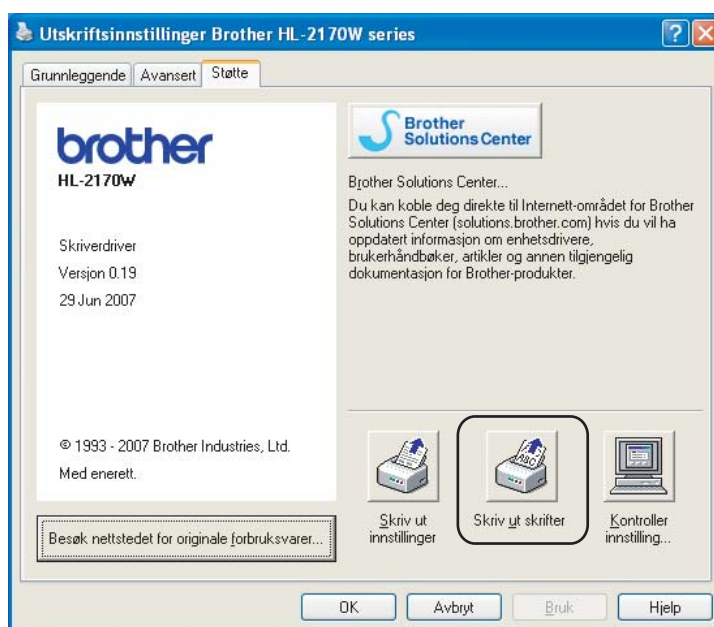 Utskriftsinnstillinger Brother HL-2170W series
Grunnleggende
Avansert
Støtte
brother
HL-2170W
Skriverdriver
Versjon 0.19
29 Jun 2007
© 1993 - 2007 Brother Industries, Ltd.
Med enerett.
Besøk nettstedet for originale forbruksvarer...
Brother
Solutions Center
Brother Solutions Center...
Du kan koble deg direkte til Internett-området for Brother
Solutions Center (solutions.brother.com) hvis du vil ha
oppdatert informasjon om enhetsdrivere,
brukerhåndbøker, artikler og annen tilgjengelig
dokumentasjon for Brother-produkter.
Skriv ut
innstillinger
ABC
Skriv ut skrifter
Kontroller
innstilling...
OK
Avbryt
Bruk
Hjelp